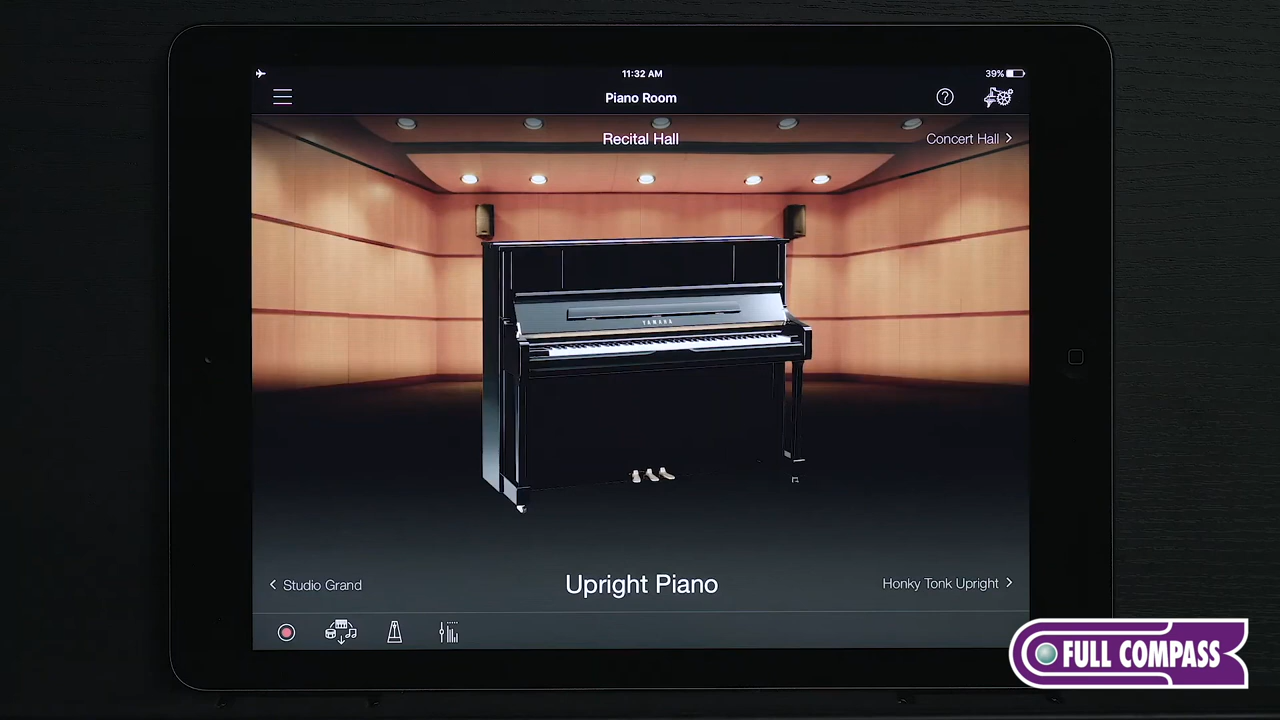 11:32 AM
39%
Piano Room
?
Recital Hall
Concert Hall
YAMAHA
Studio Grand
Upright Piano
Honky Tonk Upright
FULL COMPASS